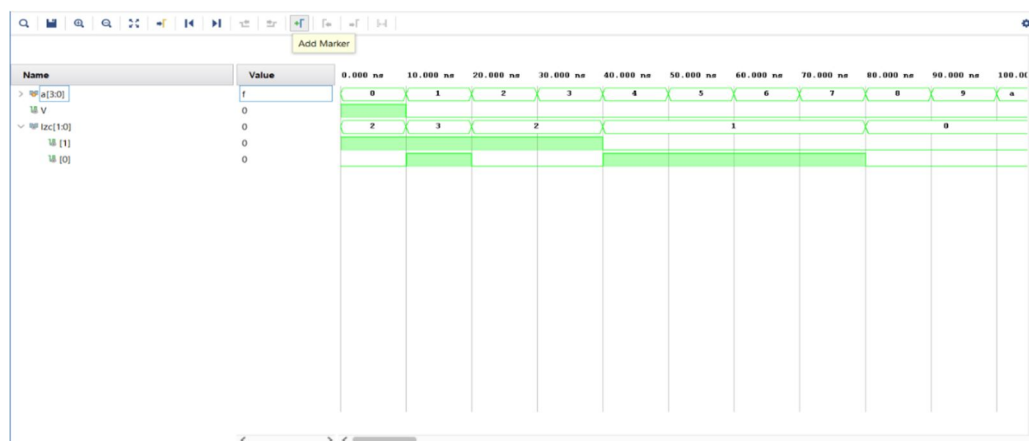 Add Marker
Name Value 0.000 ns 10.000 ns 20.000 ns 30.000 ns 40.000 ns 50.000 ns 60.000 ns 70.000 ns 80.000 ns 90.000 ns 100.00
a[3:0] f 0 1 2 3 4 5 6 7 8 9 a
V 0
lzc[1:0] 0 2 3 2 1 0
[1] 0
[0] 0